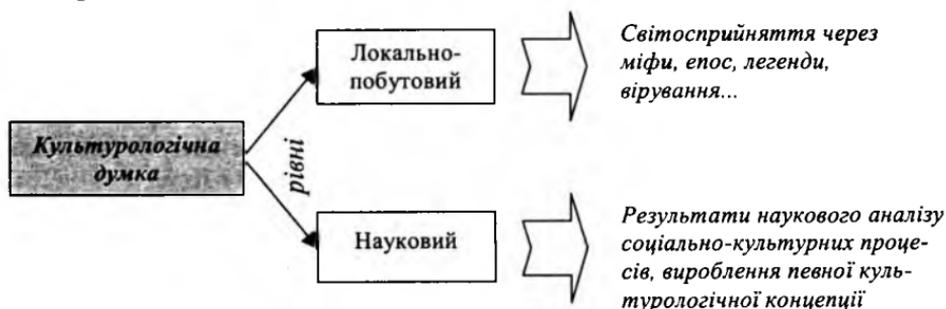 Культурологічна
думка
рівні
Локально-
побутовий
Світосприйняття через
міфи, епос, легенди,
вірування...
Науковий
Результати наукового аналізу
соціально-культурних проце-
сів, вироблення певної куль-
турологічної концепції